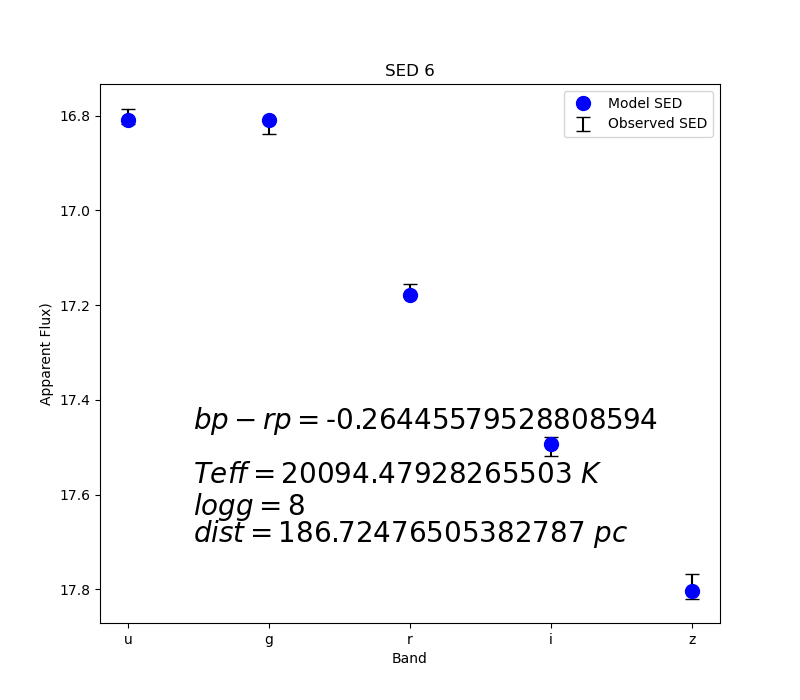 SED 6
Model SED
Observed SED
16.8
17.0
17.2
17.4
17.6
17.8
Apparent Flux)
bp − rp = -0.26445579528808594
Teff = 20094.47928265503 K
logg = 8
dist = 186.72476505382787 pc
u g r i z
Band